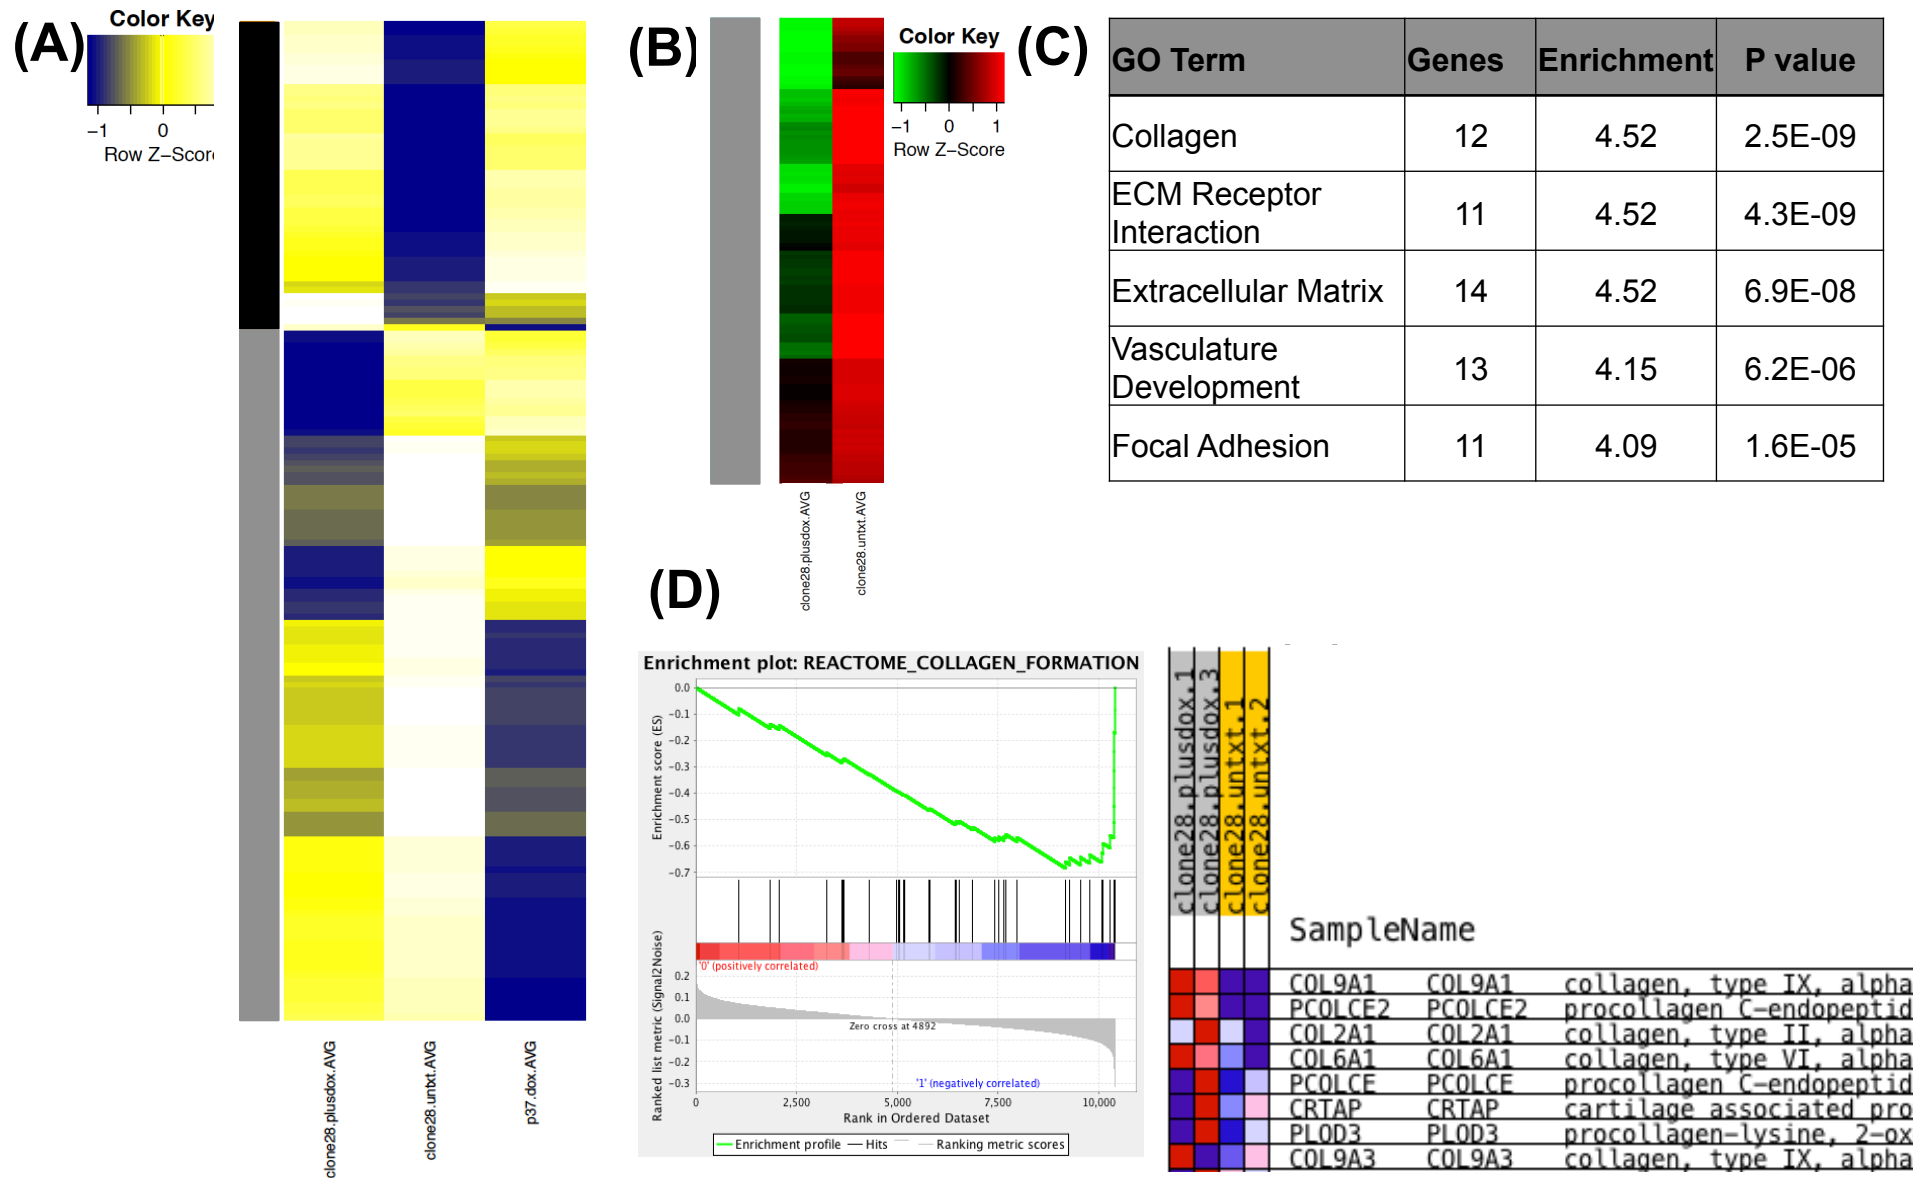 (A)
Color Key
−1 0
Row Z−Score
clone28.plusdox.AVG
clone28.untxt.AVG
p37.dox.AVG
(B)
Color Key
−1 0 1
Row Z−Score
clone28.plusdox.AVG
clone28.untxt.AVG
(C)
GO Term Genes Enrichment P value
Collagen 12 4.52 2.5E-09
ECM Receptor
Interaction 11 4.52 4.3E-09
Extracellular Matrix 14 4.52 6.9E-08
Vasculature
Development 13 4.15 6.2E-06
Focal Adhesion 11 4.09 1.6E-05
(D)
Enrichment plot: REACTOME_COLLAGEN_FORMATION
Enrichment score (ES)
0.0
−0.1
−0.2
−0.3
−0.4
−0.5
−0.6
−0.7
'0' (positively correlated)
Ranked list metric (Signal2Noise)
0.2
0.1
0.0
−0.1
−0.2
−0.3
Zero cross at 4892
'1' (negatively correlated)
0 2,500 5,000 7,500 10,000
Rank in Ordered Dataset
Enrichment profile Hits Ranking metric scores
clone28.plusdox.1
clone28.plusdox.3
clone28.untxt.1
clone28.untxt.2
SampleName
COL9A1 COL9A1 collagen, type IX, alpha
PCOLCE2 PCOLCE2 procollagen C−endopeptid
COL2A1 COL2A1 collagen, type II, alpha
COL6A1 COL6A1 collagen, type VI, alpha
PCOLCE PCOLCE procollagen C−endopeptid
CRTAP CRTAP cartilage associated pro
PLOD3 PLOD3 procollagen−lysine, 2−ox
COL9A3 COL9A3 collagen, type IX, alpha